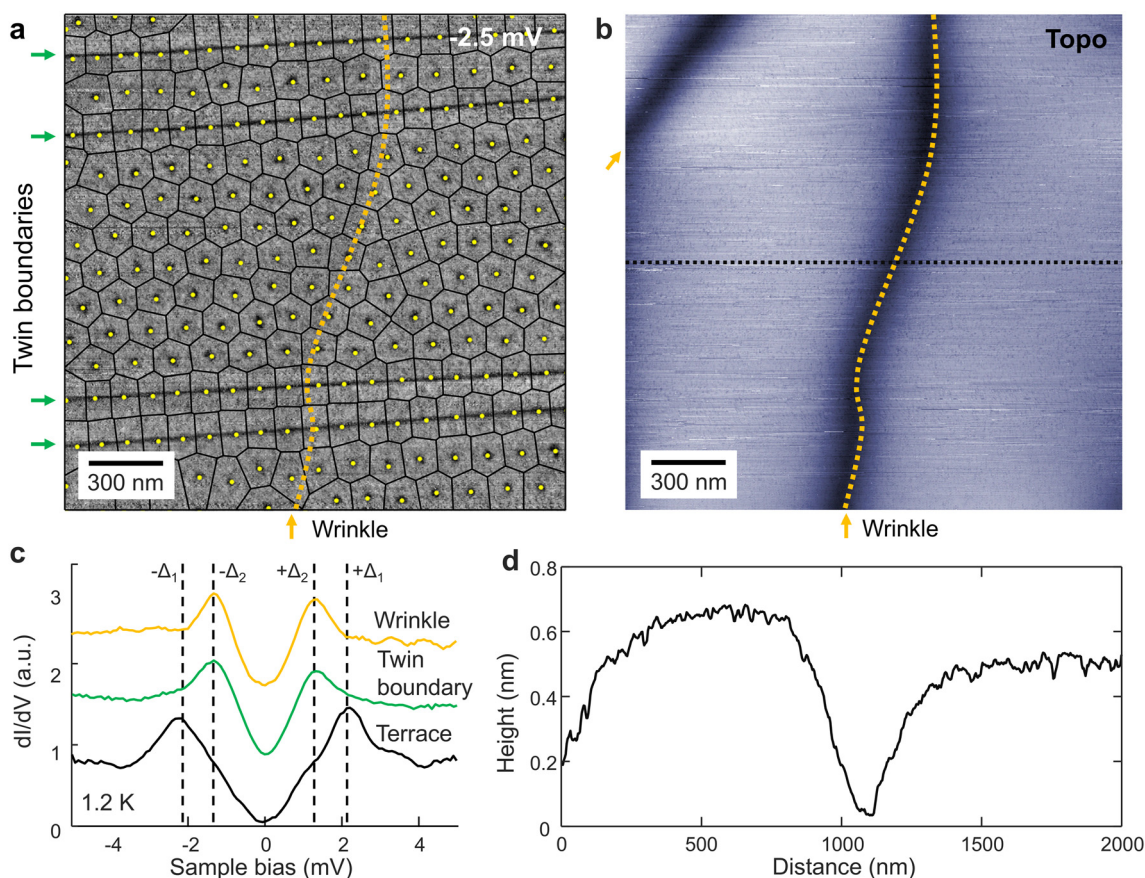 a
-2.5 mV
Twin boundaries
300 nm
Wrinkle
b
Topo
300 nm
Wrinkle
c
-Δ1 -Δ2 +Δ2 +Δ1
3
2
1
0
dI/dV (a.u.)
Wrinkle
Twin
boundary
Terrace
1.2 K
-4 -2 0 2 4
Sample bias (mV)
d
0.8
0.6
0.4
0.2
0
Height (nm)
0 500 1000 1500 2000
Distance (nm)